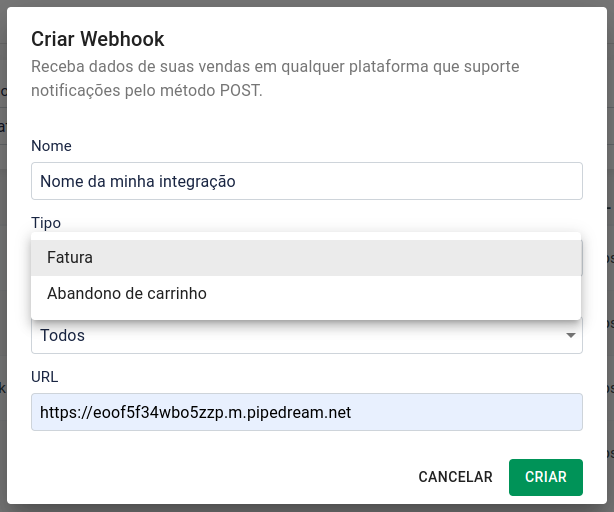 Criar Webhook
Receba dados de suas vendas em qualquer plataforma que suporte
notificações pelo método POST.
Nome
Nome da minha integração
Tipo
Fatura
Abandono de carrinho
Todos
URL
https://eoof5f34wbo5zzp.m.pipedream.net
CANCELAR
CRIAR